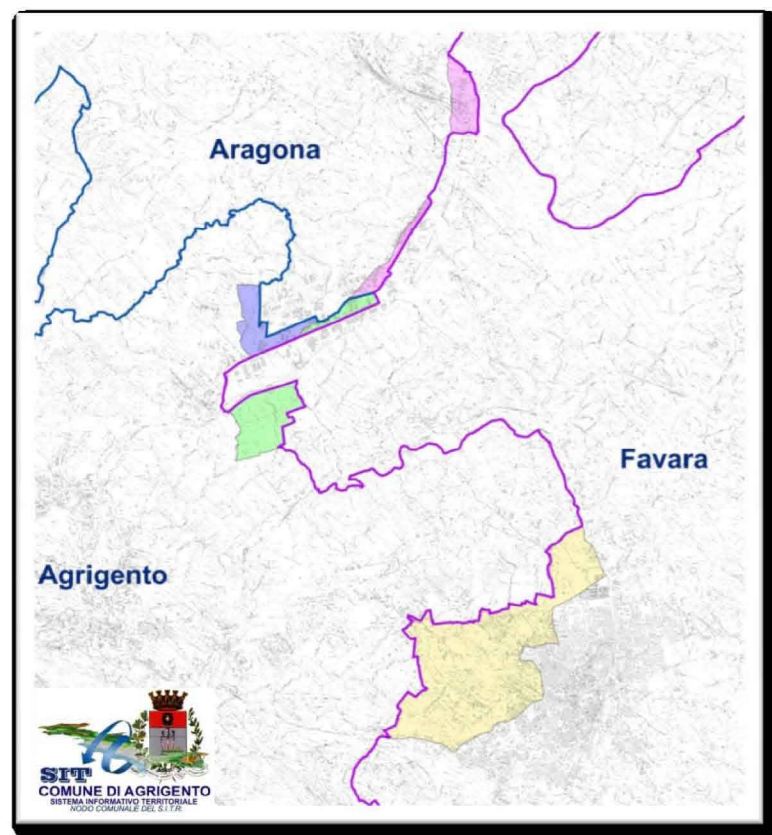 Aragona
Favara
Agrigento
SIT
COMUNE DI AGRIGENTO
SISTEMA INFORMATIVO TERRITORIALE
NODO COMUNALE DEL S.I.T.R.